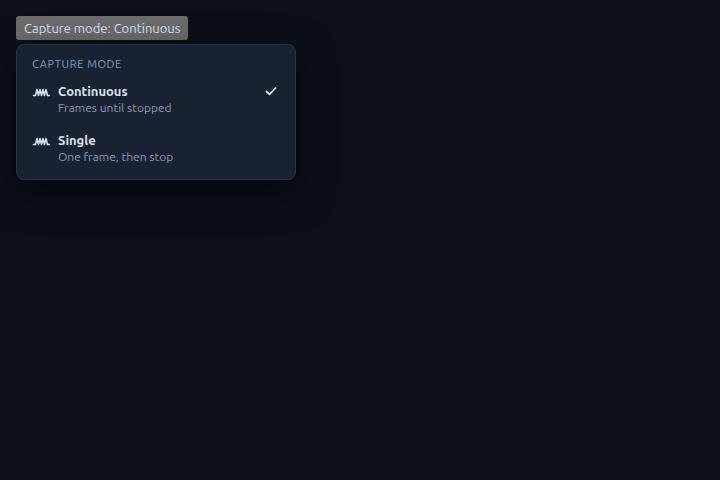 Capture mode: Continuous
CAPTURE MODE
Continuous
Frames until stopped
Single
One frame, then stop